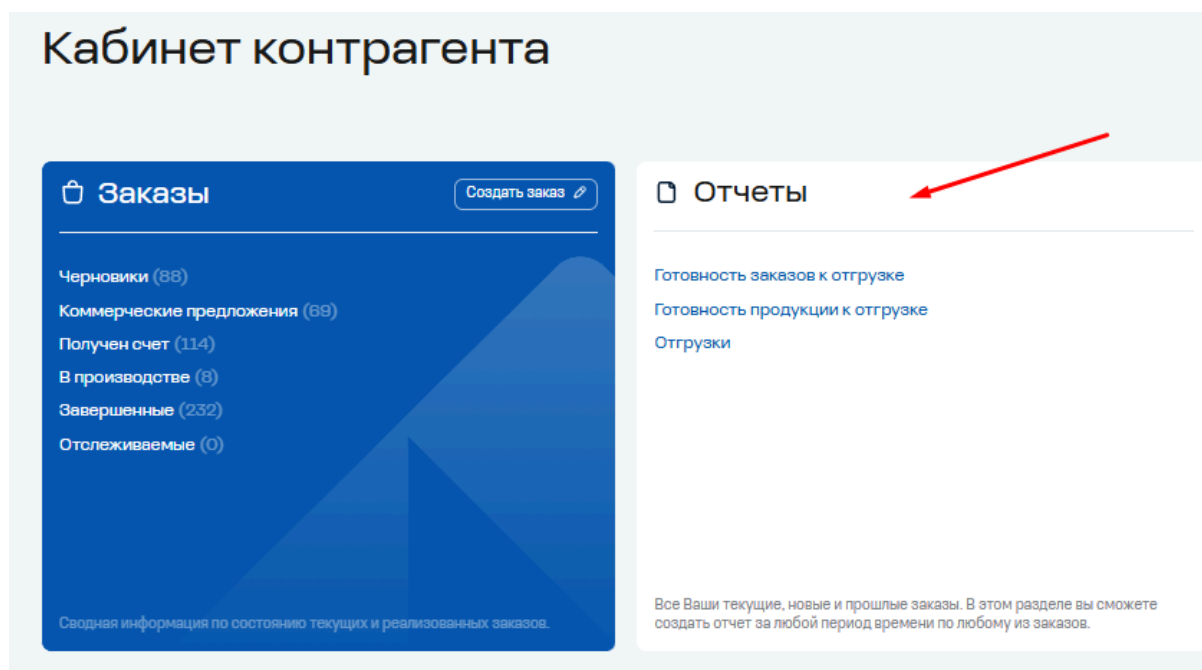 Кабинет контрагента
Заказы
Создать заказ
Черновики (88)
Коммерческие предложения (69)
Получен счет (114)
В производстве (8)
Завершенные (232)
Отслеживаемые (0)
Сводная информация по состоянию текущих и реализованных заказов.
Отчеты
Готовность заказов к отгрузке
Готовность продукции к отгрузке
Отгрузки
Все Ваши текущие, новые и прошлые заказы. В этом разделе вы сможете
создать отчет за любой период времени по любому из заказов.